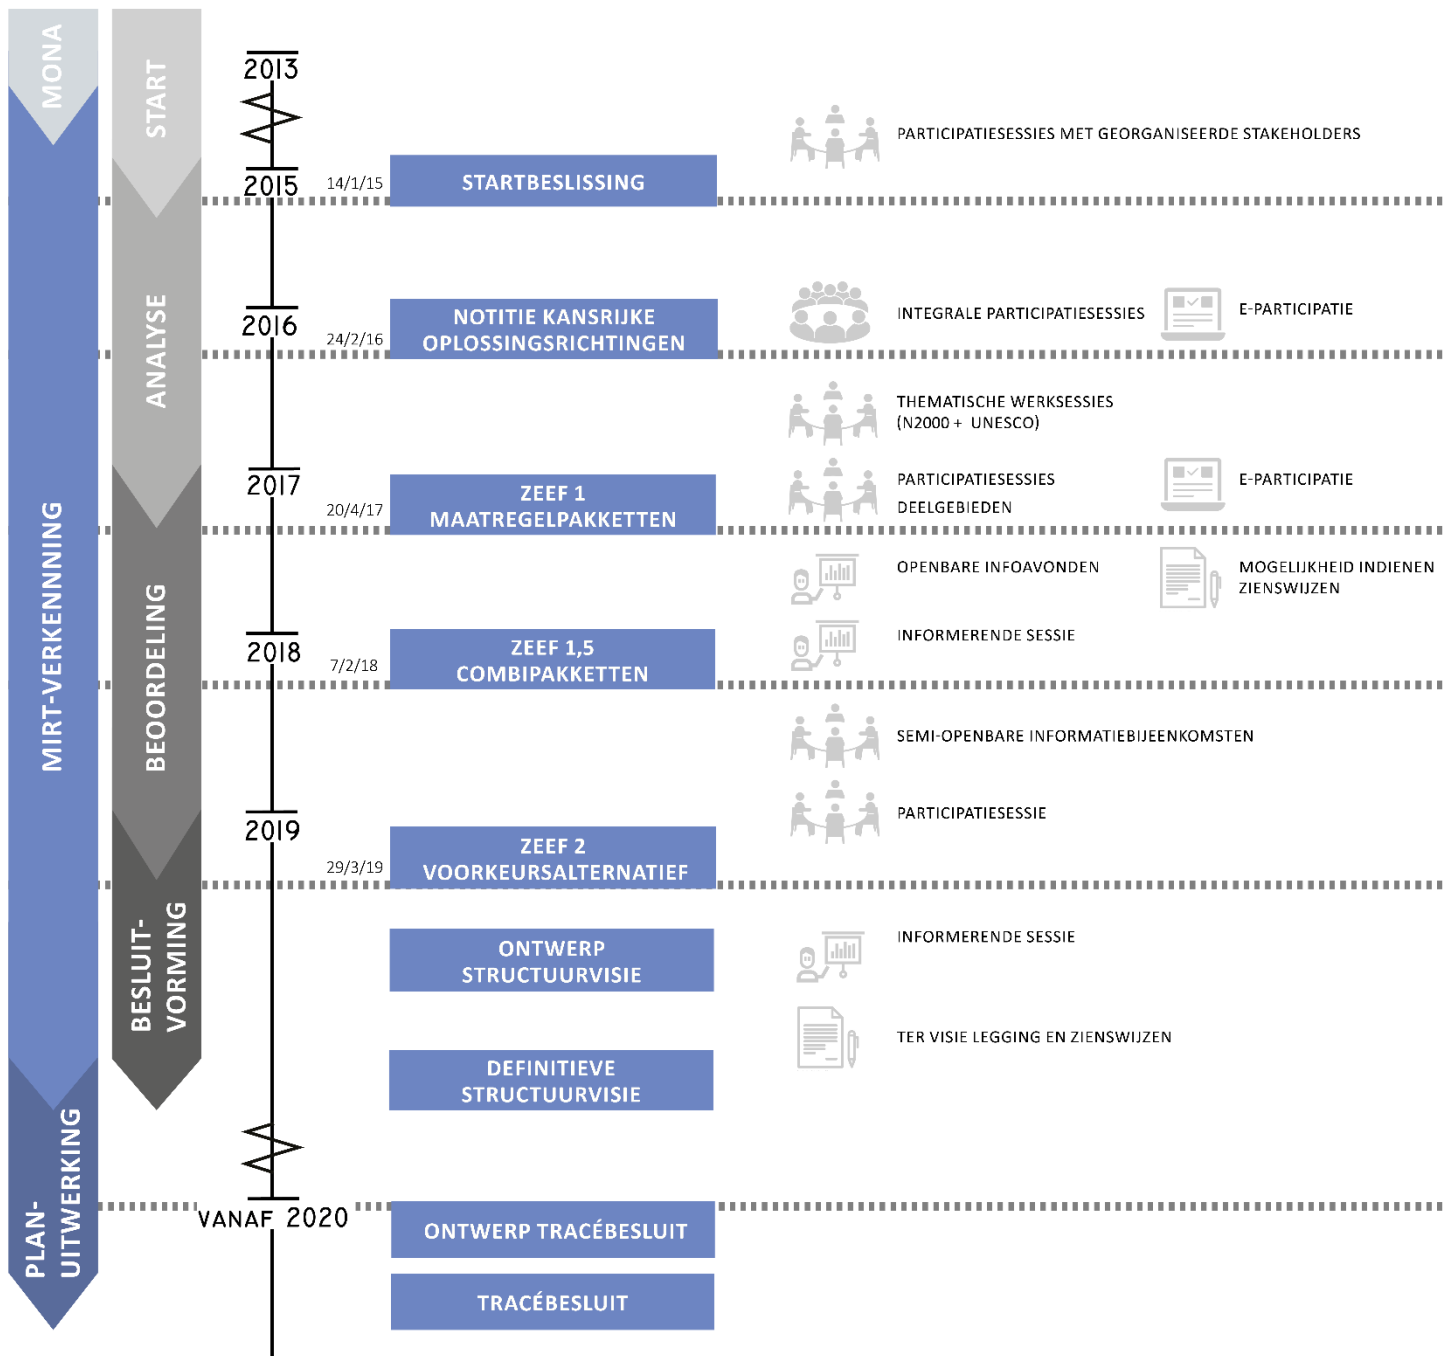 MONA
MIRT-VERKENNING
PLAN-
UITWERKING
START
ANALYSE
BEOORDELING
BESLUIT-
VORMING
2013
PARTICIPATIESESSIES MET GEORGANISEERDE STAKEHOLDERS
2015
14/1/15
STARTBESLISSING
2016
24/2/16
NOTITIE KANSRIJKE
OPLOSSINGSRICHTINGEN
INTEGRALE PARTICIPATIESESSIES
E-PARTICIPATIE
THEMATISCHE WERKSESSIES
(N2000 + UNESCO)
2017
20/4/17
ZEEF 1
MAATREGELPAKKETTEN
PARTICIPATIESESSIES
DEELGEBIEDEN
E-PARTICIPATIE
OPENBARE INFOAVONDEN
MOGELIJKHEID INDIENEN
ZIENSWIJZEN
2018
7/2/18
ZEEF 1,5
COMBIPAKKETTEN
INFORMERENDE SESSIE
SEMI-OPENBARE INFORMATIEBIJEENKOMSTEN
PARTICIPATIESESSIE
2019
29/3/19
ZEEF 2
VOORKEURSALTERNATIEF
ONTWERP
STRUCTUURVISIE
INFORMERENDE SESSIE
TER VISIE LEGGING EN ZIENSWIJZEN
DEFINITIEVE
STRUCTUURVISIE
VANAF 2020
ONTWERP TRACÉBESLUIT
TRACÉBESLUIT